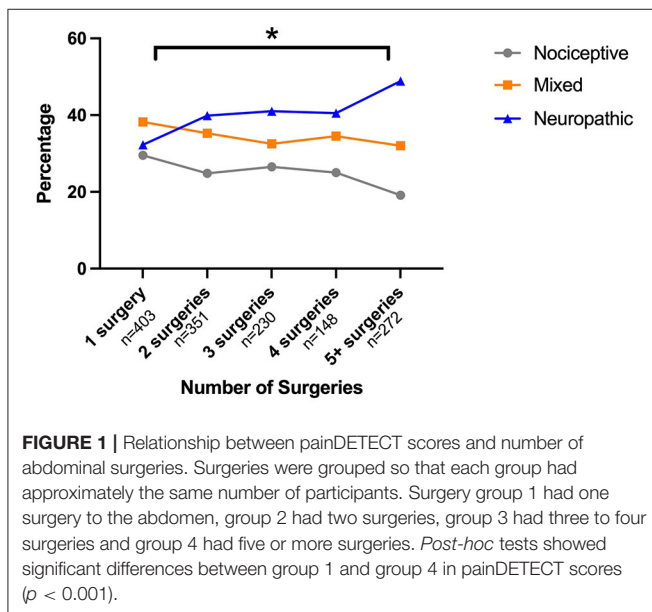 60
40
20
0
Percentage
*
Nociceptive
Mixed
Neuropathic
1 surgery
n=403
2 surgeries
n=351
3 surgeries
n=230
4 surgeries
n=148
5+ surgeries
n=272
Number of Surgeries
FIGURE 1 | Relationship between painDETECT scores and number of
abdominal surgeries. Surgeries were grouped so that each group had
approximately the same number of participants. Surgery group 1 had one
surgery to the abdomen, group 2 had two surgeries, group 3 had three to four
surgeries and group 4 had five or more surgeries. Post-hoc tests showed
significant differences between group 1 and group 4 in painDETECT scores
(p < 0.001).